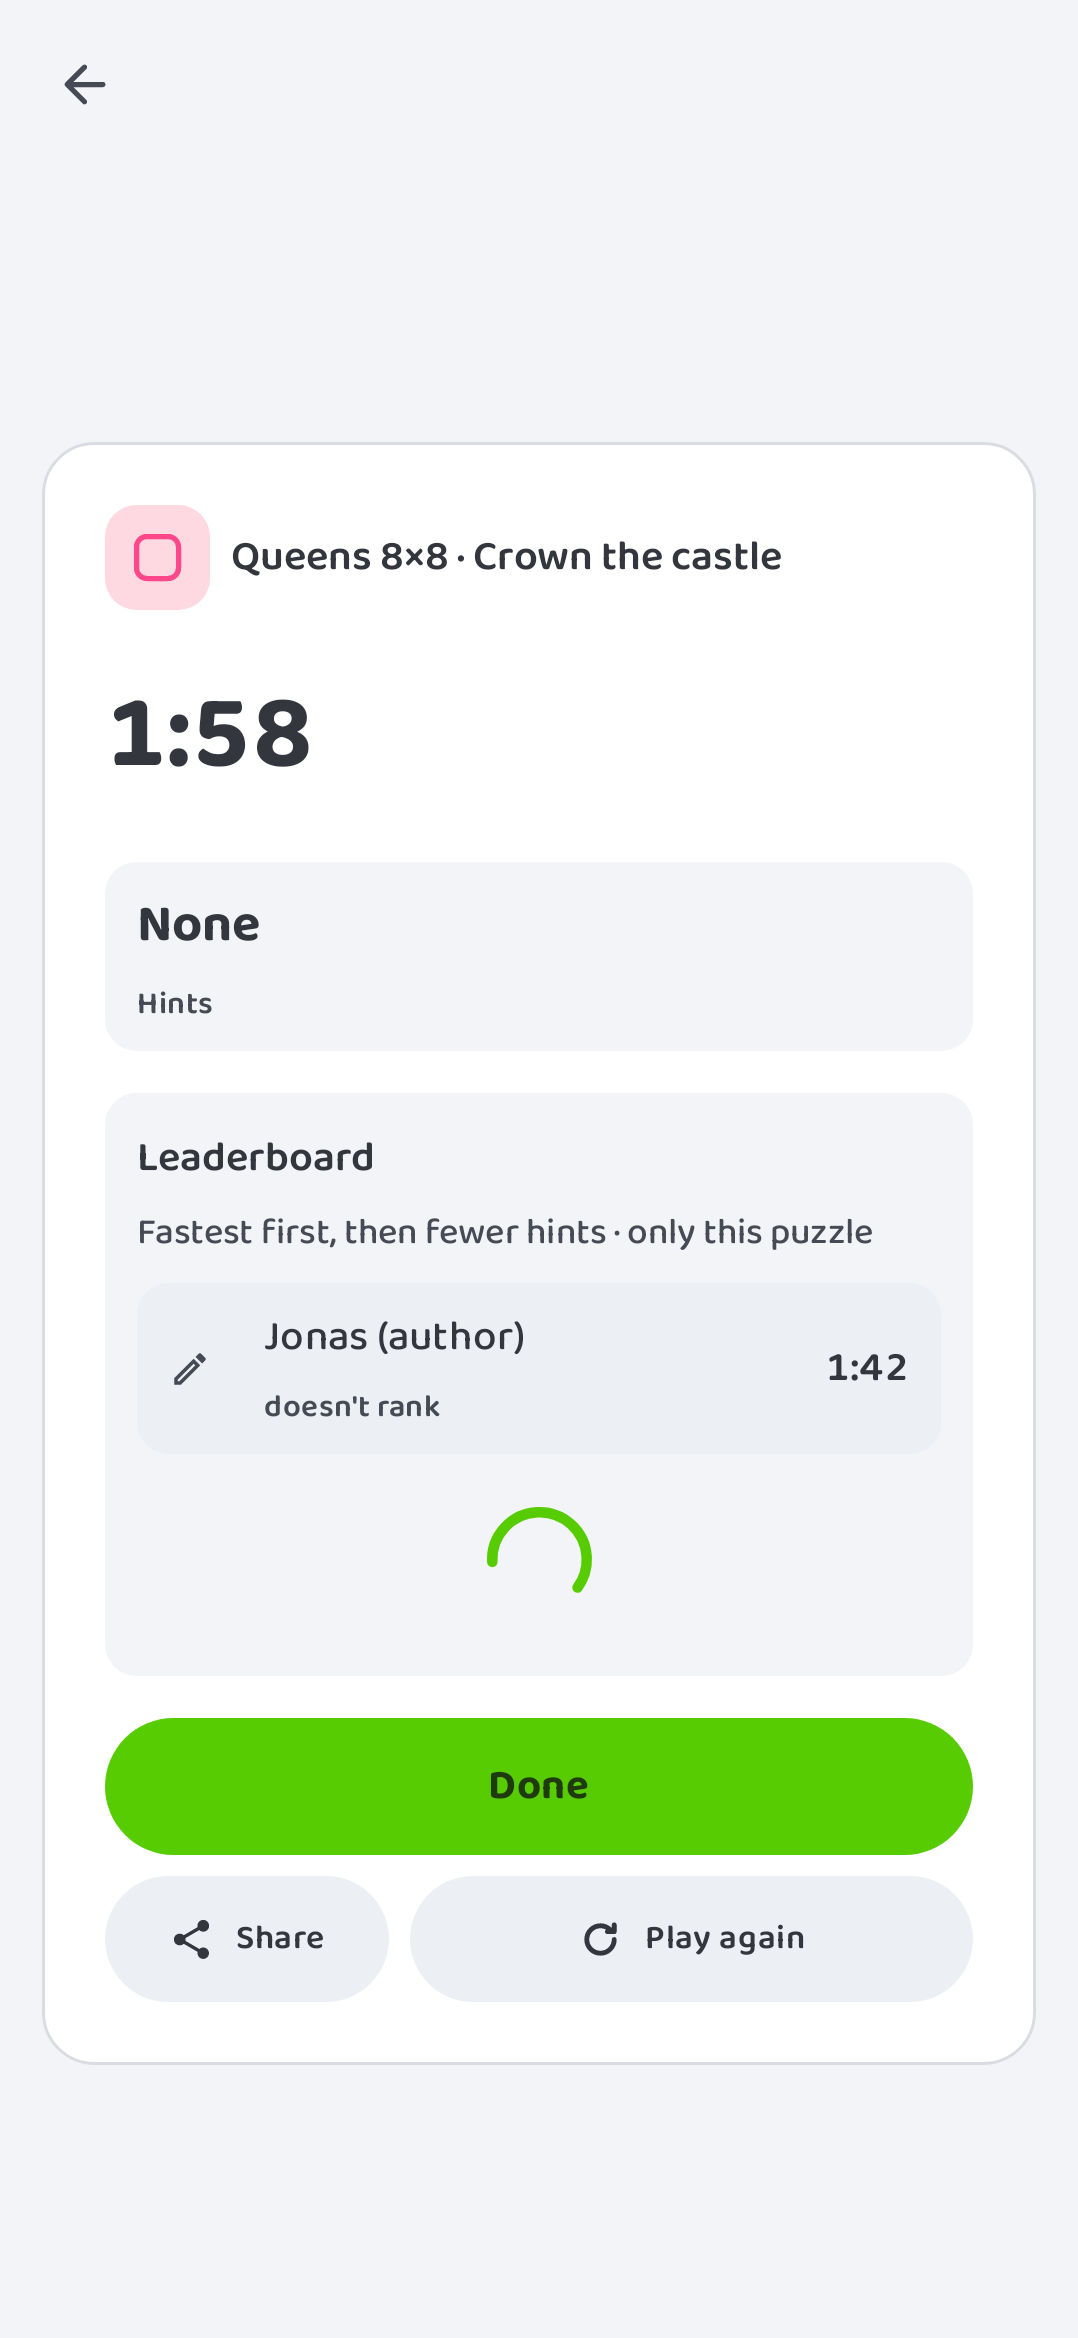 Queens 8×8 · Crown the castle
1:58
None
Hints
Leaderboard
Fastest first, then fewer hints · only this puzzle
Jonas (author)
doesn't rank
1:42
Done
Share
Play again